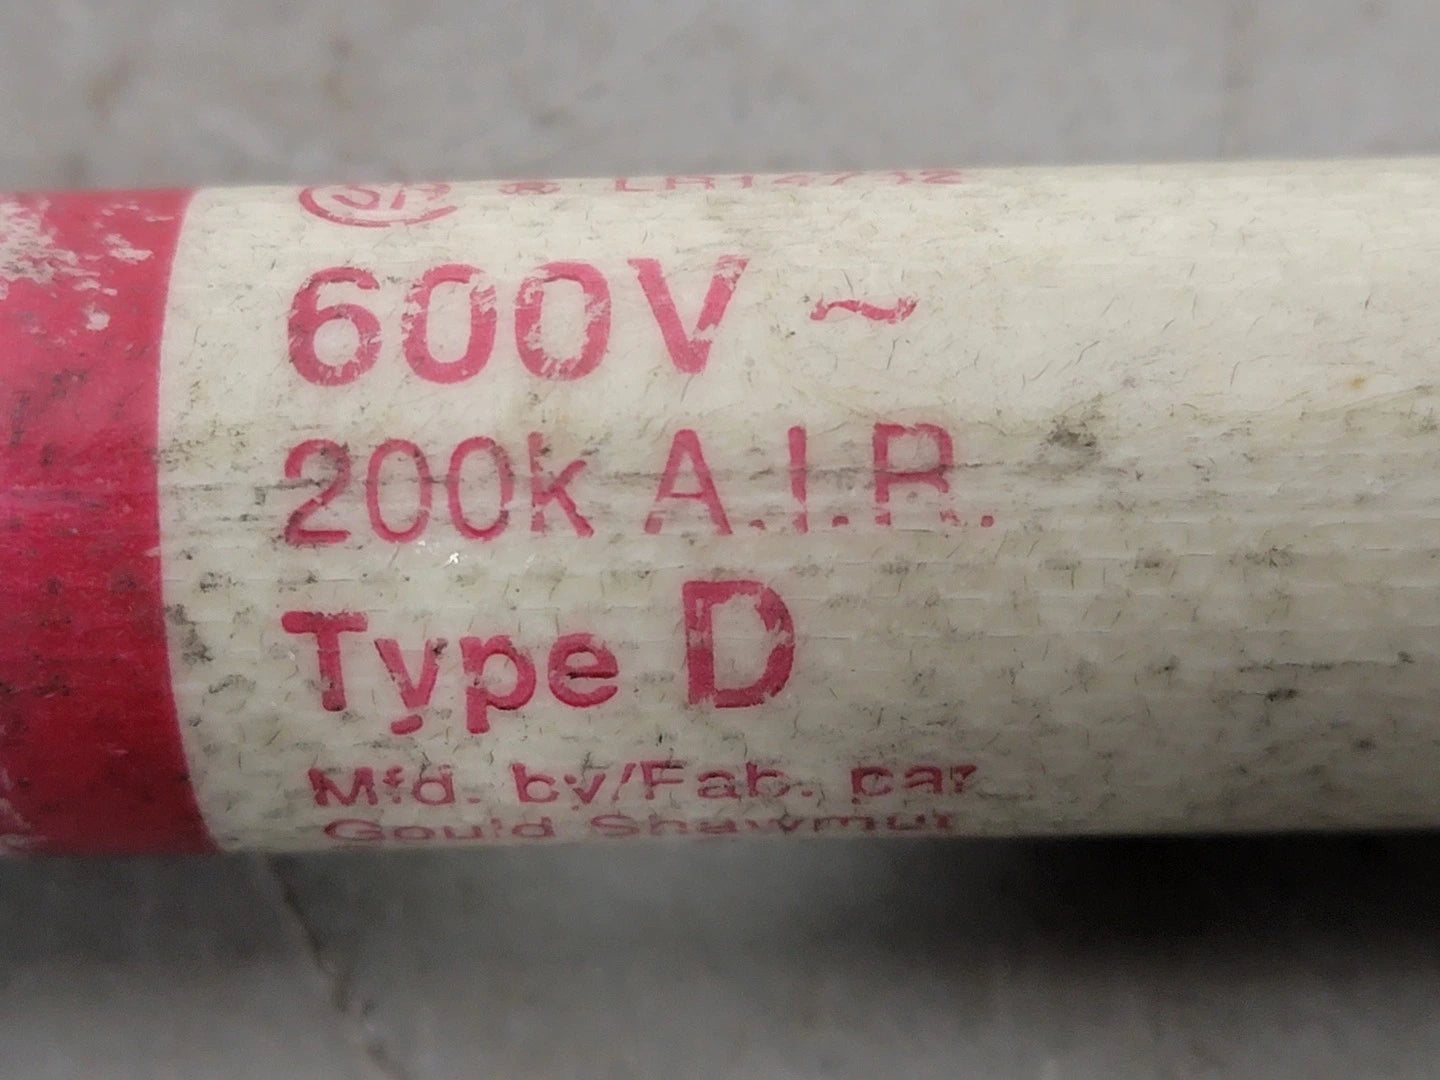 600V ~
200k A.I.R.
Type D
Mfd. by/Fab. par
Gould Shawmut